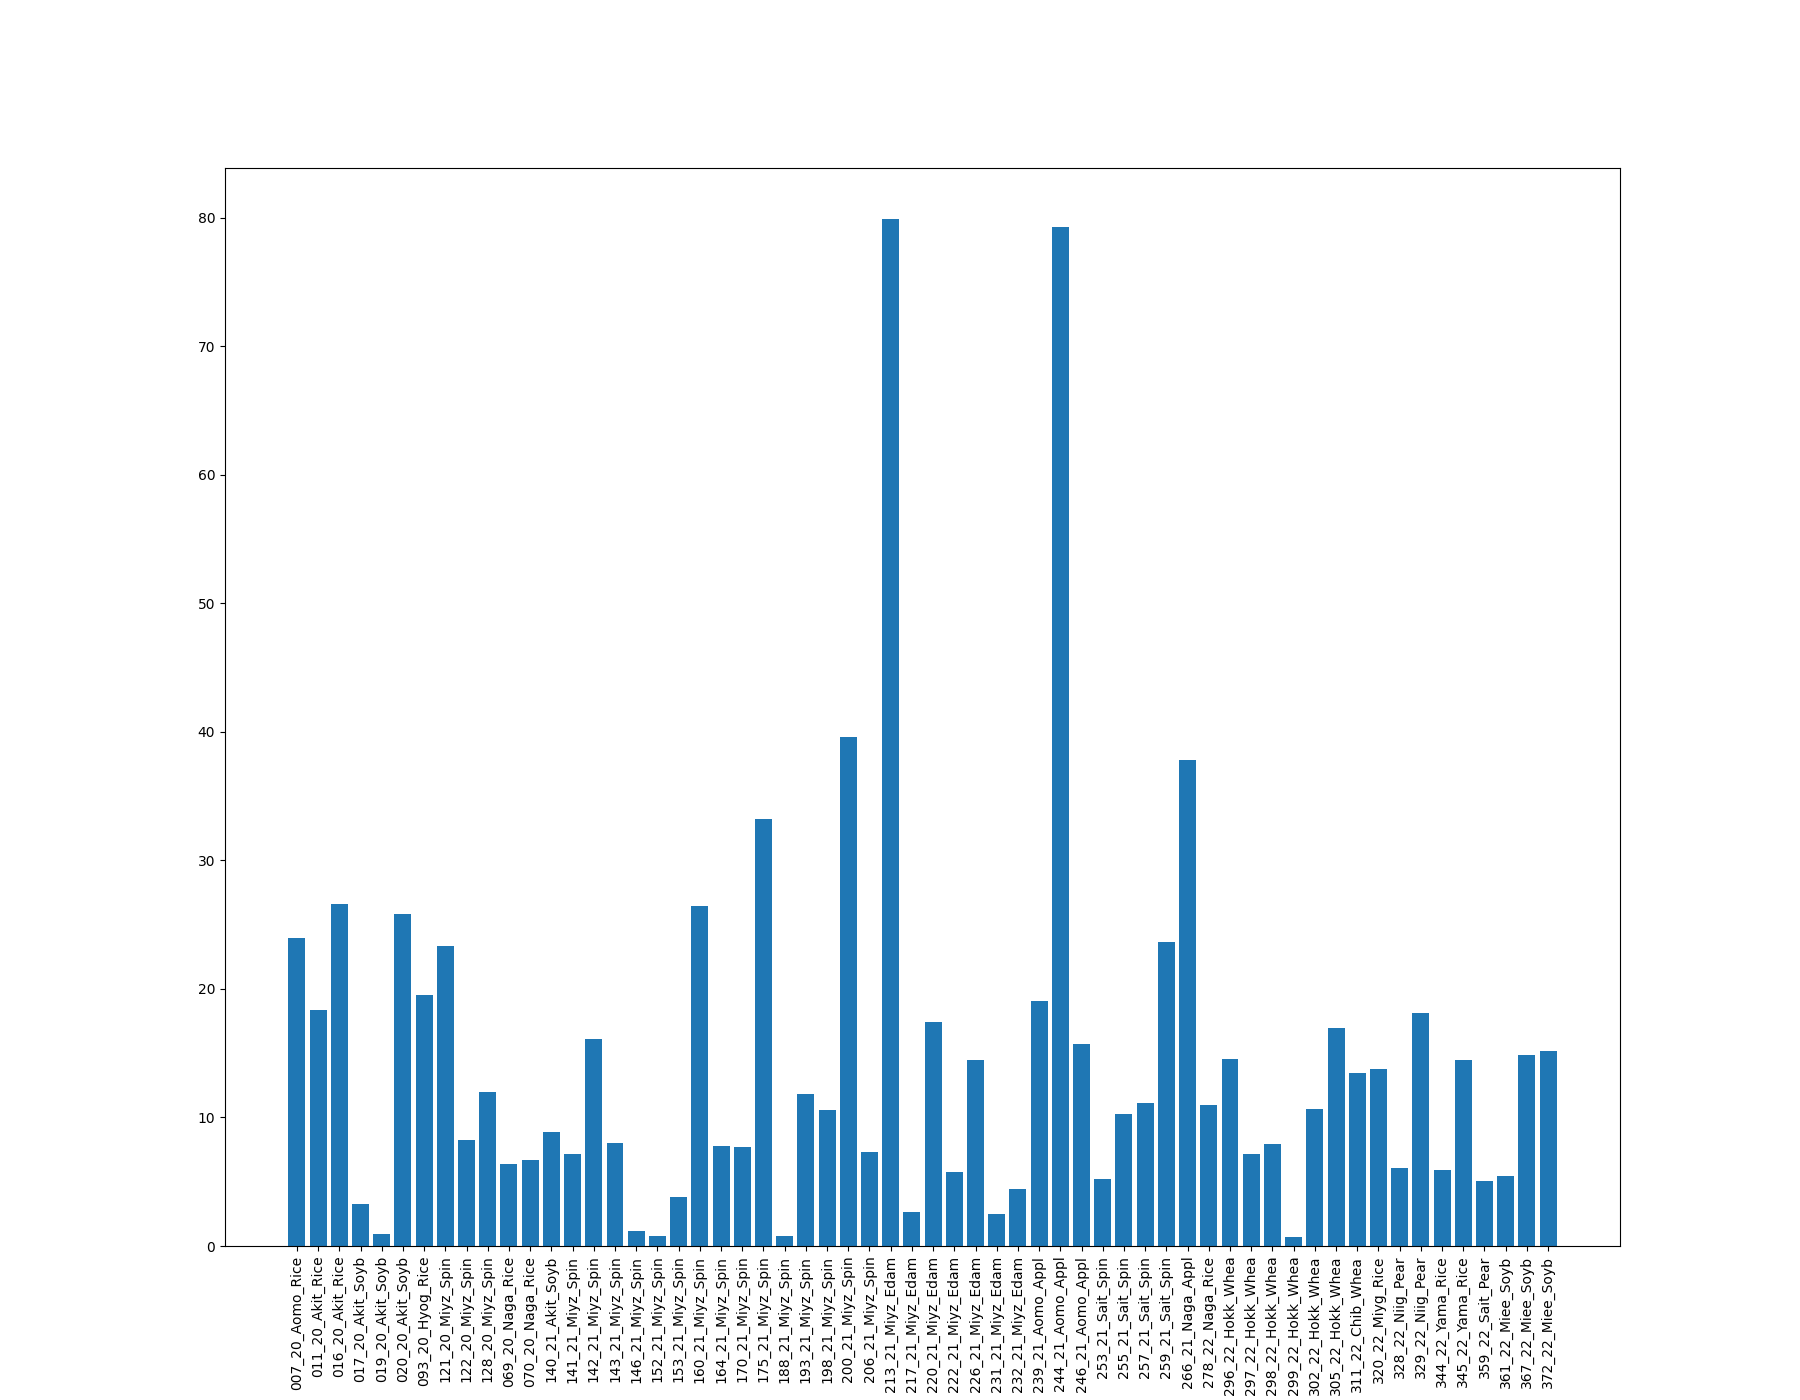 80
70
60
50
40
30
20
10
0
007_20_Aomo_Rice
011_20_Akit_Rice
016_20_Akit_Rice
017_20_Akit_Soyb
019_20_Akit_Soyb
020_20_Akit_Soyb
093_20_Hyog_Rice
121_20_Miyz_Spin
122_20_Miyz_Spin
128_20_Miyz_Spin
069_20_Naga_Rice
070_20_Naga_Rice
140_21_Akit_Soyb
141_21_Miyz_Spin
142_21_Miyz_Spin
143_21_Miyz_Spin
146_21_Miyz_Spin
152_21_Miyz_Spin
153_21_Miyz_Spin
160_21_Miyz_Spin
164_21_Miyz_Spin
170_21_Miyz_Spin
175_21_Miyz_Spin
188_21_Miyz_Spin
193_21_Miyz_Spin
198_21_Miyz_Spin
200_21_Miyz_Spin
206_21_Miyz_Spin
213_21_Miyz_Edam
217_21_Miyz_Edam
220_21_Miyz_Edam
222_21_Miyz_Edam
226_21_Miyz_Edam
231_21_Miyz_Edam
232_21_Miyz_Edam
239_21_Aomo_Appl
244_21_Aomo_Appl
246_21_Aomo_Appl
253_21_Sait_Spin
255_21_Sait_Spin
257_21_Sait_Spin
259_21_Sait_Spin
266_21_Naga_Appl
278_22_Naga_Rice
296_22_Hokk_Whea
297_22_Hokk_Whea
298_22_Hokk_Whea
299_22_Hokk_Whea
302_22_Hokk_Whea
305_22_Hokk_Whea
311_22_Chib_Whea
320_22_Miyg_Rice
328_22_Niig_Pear
329_22_Niig_Pear
344_22_Yama_Rice
345_22_Yama_Rice
359_22_Sait_Pear
361_22_Miee_Soyb
367_22_Miee_Soyb
372_22_Miee_Soyb